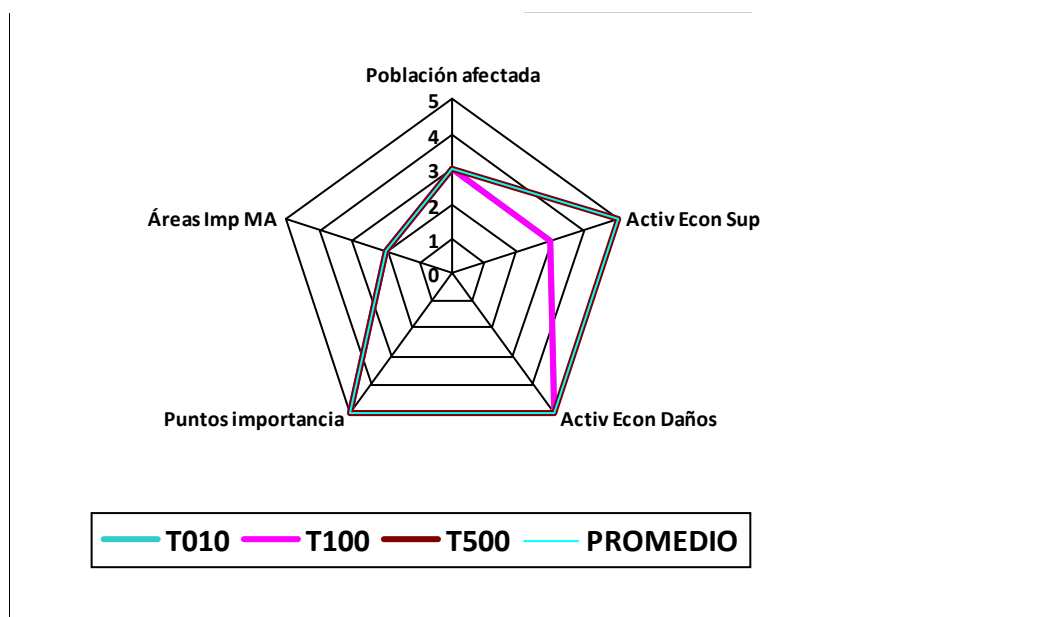 Población afectada
5
4
3
2
1
0
Áreas Imp MA
Activ Econ Sup
Puntos importancia
Activ Econ Daños
T010 T100 T500 PROMEDIO